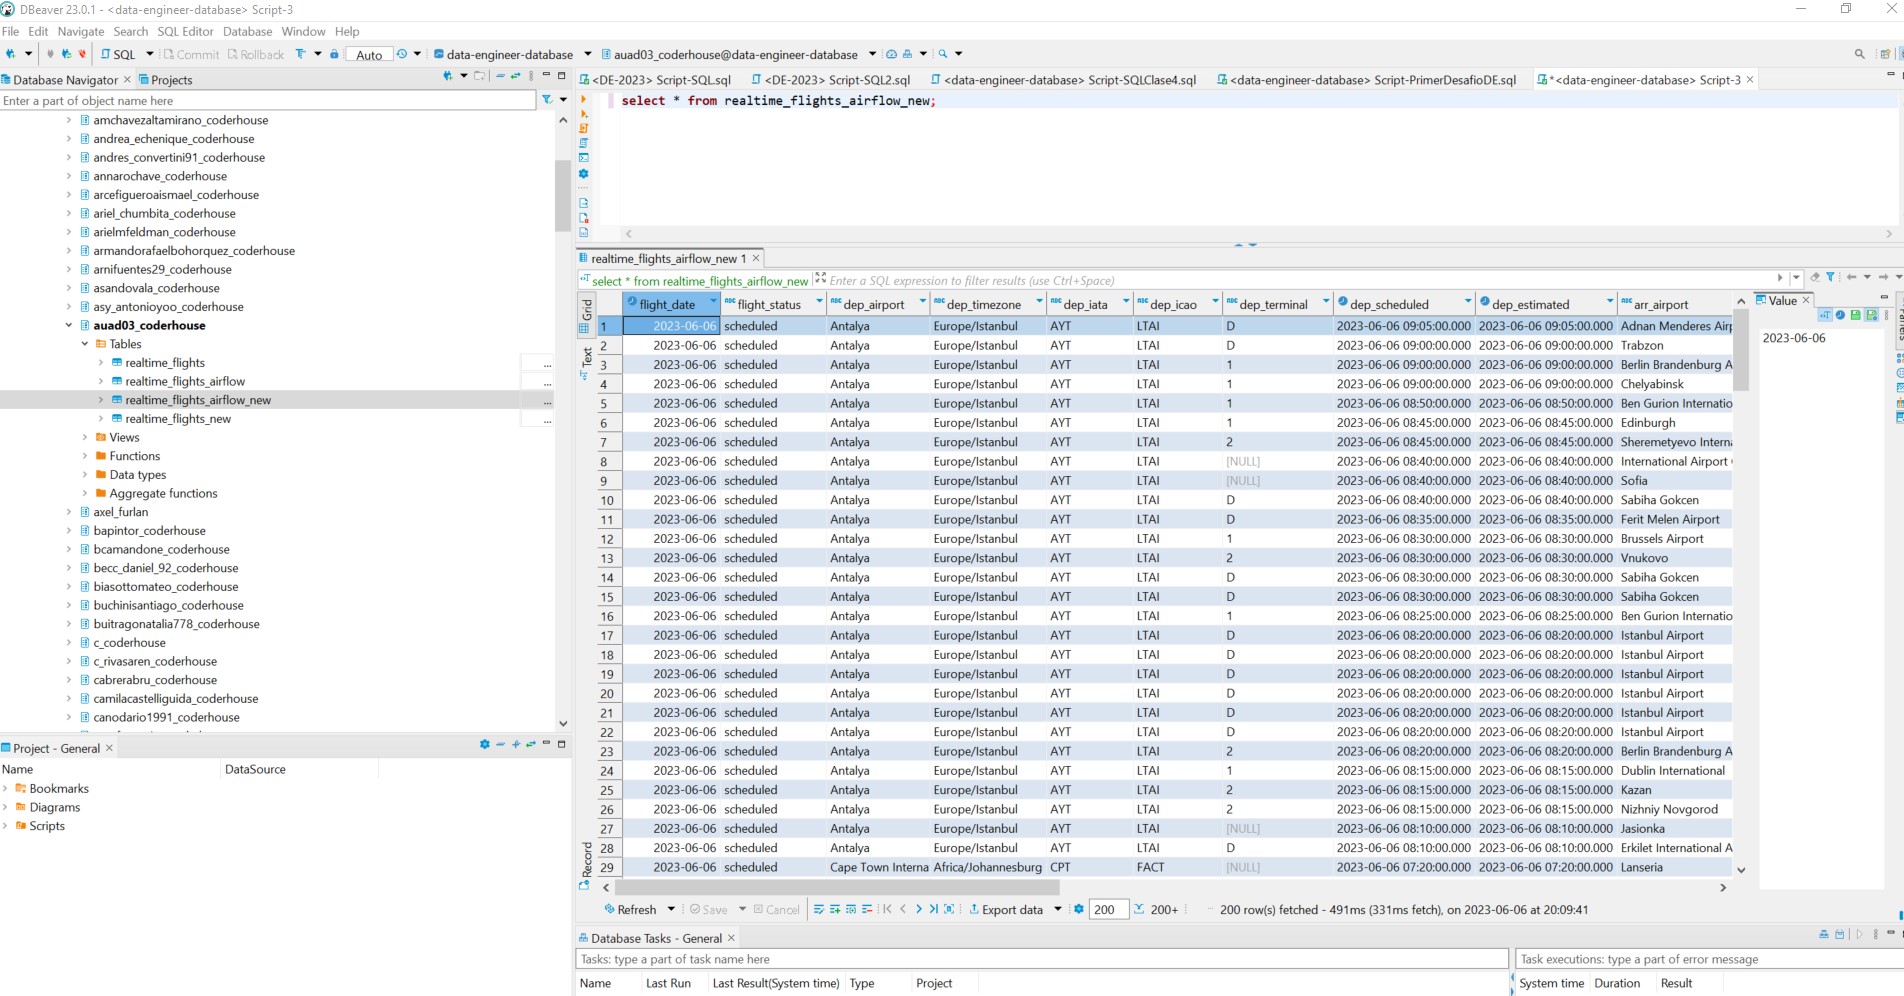 DBeaver 23.0.1 - <data-engineer-database> Script-3
File Edit Navigate Search SQL Editor Database Window Help
SQL Commit Rollback Auto data-engineer-database auad03_coderhouse@data-engineer-database
Database Navigator Projects
Enter a part of object name here
amchavezaltamirano_coderhouse
andrea_echenique_coderhouse
andres_convertini91_coderhouse
annarochave_coderhouse
arcefigueroaismael_coderhouse
ariel_chumbita_coderhouse
arielmfeldman_coderhouse
armandorafaelbohorquez_coderhouse
arnifuentes29_coderhouse
asandovala_coderhouse
asy_antonioyoo_coderhouse
auad03_coderhouse
Tables
realtime_flights ...
realtime_flights_airflow ...
realtime_flights_airflow_new ...
realtime_flights_new ...
Views
Functions
Data types
Aggregate functions
axel_furlan
bapintor_coderhouse
bcamandone_coderhouse
becc_daniel_92_coderhouse
biasottomateo_coderhouse
buchinisantiago_coderhouse
buitragonatalia778_coderhouse
c_coderhouse
c_rivasaren_coderhouse
cabrerabru_coderhouse
camilacastelliguida_coderhouse
canodario1991_coderhouse
Project - General
Name DataSource
Bookmarks
Diagrams
Scripts
<DE-2023> Script-SQL.sql <DE-2023> Script-SQL2.sql <data-engineer-database> Script-SQLClase4.sql <data-engineer-database> Script-PrimerDesafioDE.sql *<data-engineer-database> Script-3
select * from realtime_flights_airflow_new;
realtime_flights_airflow_new 1
select * from realtime_flights_airflow_new Enter a SQL expression to filter results (use Ctrl+Space)
Grid
Text
Record
flight_date flight_status dep_airport dep_timezone dep_iata dep_icao dep_terminal dep_scheduled dep_estimated arr_airport
1 2023-06-06 scheduled Antalya Europe/Istanbul AYT LTAI D 2023-06-06 09:05:00.000 2023-06-06 09:05:00.000 Adnan Menderes Airp
2 2023-06-06 scheduled Antalya Europe/Istanbul AYT LTAI D 2023-06-06 09:00:00.000 2023-06-06 09:00:00.000 Trabzon
3 2023-06-06 scheduled Antalya Europe/Istanbul AYT LTAI 1 2023-06-06 09:00:00.000 2023-06-06 09:00:00.000 Berlin Brandenburg A
4 2023-06-06 scheduled Antalya Europe/Istanbul AYT LTAI 1 2023-06-06 09:00:00.000 2023-06-06 09:00:00.000 Chelyabinsk
5 2023-06-06 scheduled Antalya Europe/Istanbul AYT LTAI 1 2023-06-06 08:50:00.000 2023-06-06 08:50:00.000 Ben Gurion Internatio
6 2023-06-06 scheduled Antalya Europe/Istanbul AYT LTAI 1 2023-06-06 08:45:00.000 2023-06-06 08:45:00.000 Edinburgh
7 2023-06-06 scheduled Antalya Europe/Istanbul AYT LTAI 2 2023-06-06 08:45:00.000 2023-06-06 08:45:00.000 Sheremetyevo Intern
8 2023-06-06 scheduled Antalya Europe/Istanbul AYT LTAI [NULL] 2023-06-06 08:40:00.000 2023-06-06 08:40:00.000 International Airport
9 2023-06-06 scheduled Antalya Europe/Istanbul AYT LTAI [NULL] 2023-06-06 08:40:00.000 2023-06-06 08:40:00.000 Sofia
10 2023-06-06 scheduled Antalya Europe/Istanbul AYT LTAI D 2023-06-06 08:40:00.000 2023-06-06 08:40:00.000 Sabiha Gokcen
11 2023-06-06 scheduled Antalya Europe/Istanbul AYT LTAI D 2023-06-06 08:35:00.000 2023-06-06 08:35:00.000 Ferit Melen Airport
12 2023-06-06 scheduled Antalya Europe/Istanbul AYT LTAI 1 2023-06-06 08:30:00.000 2023-06-06 08:30:00.000 Brussels Airport
13 2023-06-06 scheduled Antalya Europe/Istanbul AYT LTAI 2 2023-06-06 08:30:00.000 2023-06-06 08:30:00.000 Vnukovo
14 2023-06-06 scheduled Antalya Europe/Istanbul AYT LTAI D 2023-06-06 08:30:00.000 2023-06-06 08:30:00.000 Sabiha Gokcen
15 2023-06-06 scheduled Antalya Europe/Istanbul AYT LTAI D 2023-06-06 08:30:00.000 2023-06-06 08:30:00.000 Sabiha Gokcen
16 2023-06-06 scheduled Antalya Europe/Istanbul AYT LTAI 1 2023-06-06 08:25:00.000 2023-06-06 08:25:00.000 Ben Gurion Internatio
17 2023-06-06 scheduled Antalya Europe/Istanbul AYT LTAI D 2023-06-06 08:20:00.000 2023-06-06 08:20:00.000 Istanbul Airport
18 2023-06-06 scheduled Antalya Europe/Istanbul AYT LTAI D 2023-06-06 08:20:00.000 2023-06-06 08:20:00.000 Istanbul Airport
19 2023-06-06 scheduled Antalya Europe/Istanbul AYT LTAI D 2023-06-06 08:20:00.000 2023-06-06 08:20:00.000 Istanbul Airport
20 2023-06-06 scheduled Antalya Europe/Istanbul AYT LTAI D 2023-06-06 08:20:00.000 2023-06-06 08:20:00.000 Istanbul Airport
21 2023-06-06 scheduled Antalya Europe/Istanbul AYT LTAI D 2023-06-06 08:20:00.000 2023-06-06 08:20:00.000 Istanbul Airport
22 2023-06-06 scheduled Antalya Europe/Istanbul AYT LTAI D 2023-06-06 08:20:00.000 2023-06-06 08:20:00.000 Istanbul Airport
23 2023-06-06 scheduled Antalya Europe/Istanbul AYT LTAI 2 2023-06-06 08:20:00.000 2023-06-06 08:20:00.000 Berlin Brandenburg A
24 2023-06-06 scheduled Antalya Europe/Istanbul AYT LTAI 1 2023-06-06 08:15:00.000 2023-06-06 08:15:00.000 Dublin International
25 2023-06-06 scheduled Antalya Europe/Istanbul AYT LTAI 2 2023-06-06 08:15:00.000 2023-06-06 08:15:00.000 Kazan
26 2023-06-06 scheduled Antalya Europe/Istanbul AYT LTAI 2 2023-06-06 08:15:00.000 2023-06-06 08:15:00.000 Nizhniy Novgorod
27 2023-06-06 scheduled Antalya Europe/Istanbul AYT LTAI [NULL] 2023-06-06 08:10:00.000 2023-06-06 08:10:00.000 Jasionka
28 2023-06-06 scheduled Antalya Europe/Istanbul AYT LTAI D 2023-06-06 08:10:00.000 2023-06-06 08:10:00.000 Erkilet International A
29 2023-06-06 scheduled Cape Town Interna Africa/Johannesburg CPT FACT [NULL] 2023-06-06 07:20:00.000 2023-06-06 07:20:00.000 Lanseria
Value
2023-06-06
Refresh Save Cancel Export data 200 200+ 200 row(s) fetched - 491ms (331ms fetch), on 2023-06-06 at 20:09:41
Database Tasks - General
Tasks: type a part of task name here
Name Last Run Last Result(System time) Type Project
Task executions: type a part of error message
System time Duration Result